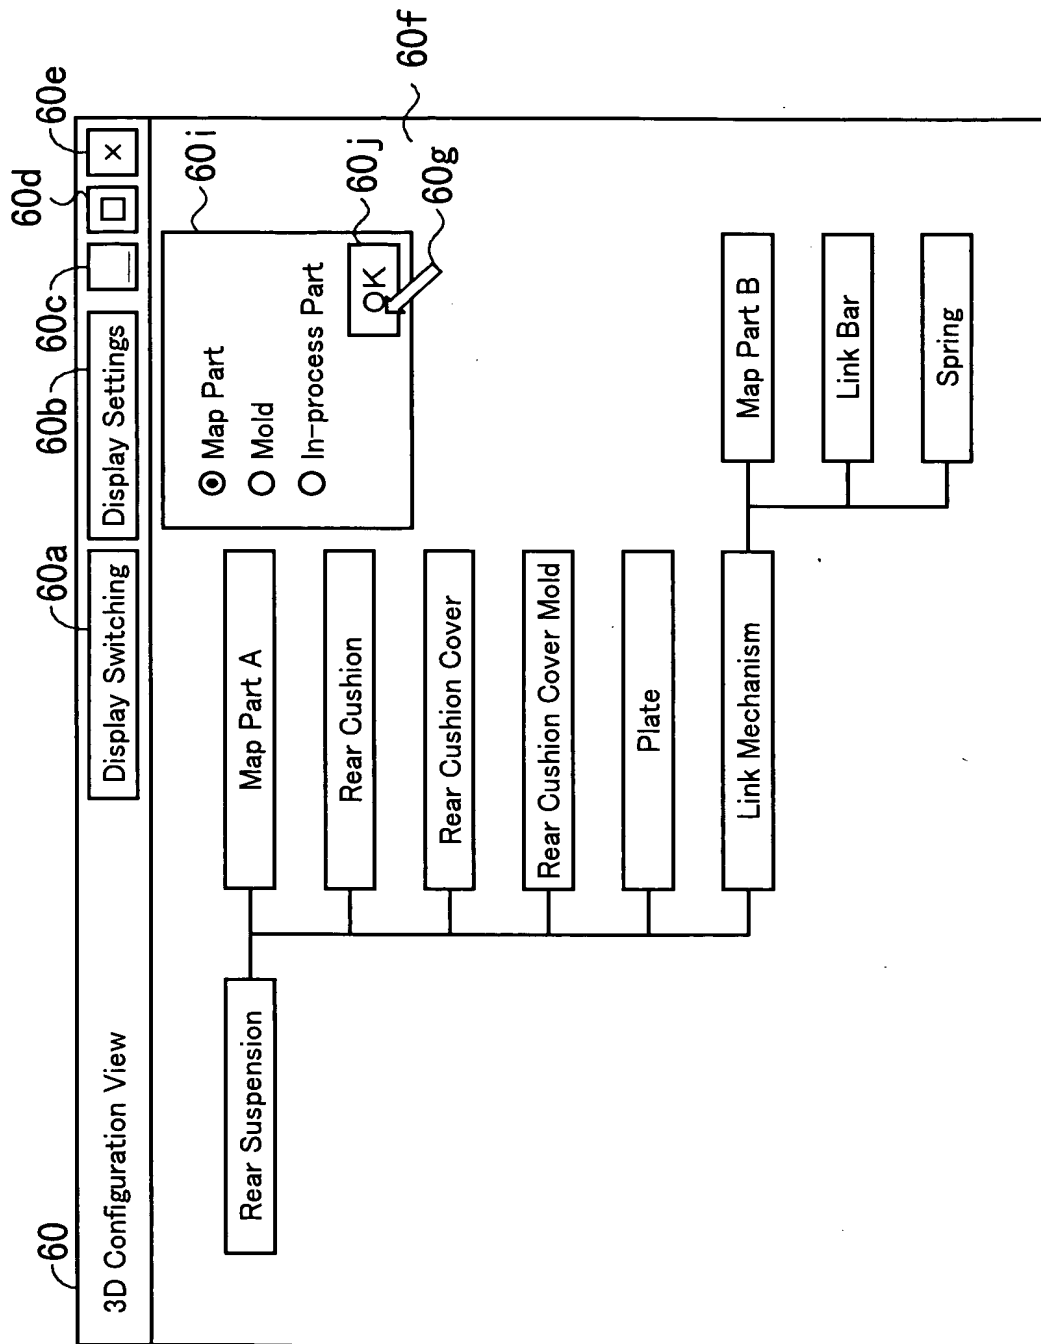 60
60a
60b
60c
60d
60e
3D Configuration View
Display Switching
Display Settings
×
60i
Map Part
Mold
In-process Part
OK
60j
60f
60g
Rear Suspension
Map Part A
Rear Cushion
Rear Cushion Cover
Rear Cushion Cover Mold
Plate
Link Mechanism
Map Part B
Link Bar
Spring